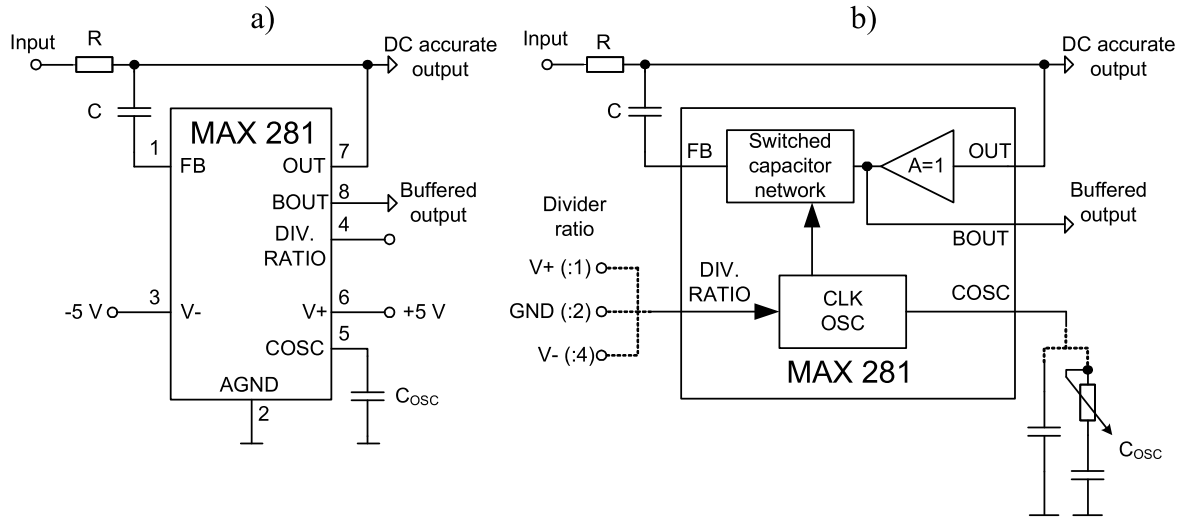 a)
Input
R
DC accurate
output
C
MAX 281
1
FB
7
OUT
8
BOUT
Buffered
output
4
DIV.
RATIO
-5 V
3
V-
6
V+
+5 V
5
COSC
AGND
2
COSC
b)
Input
R
DC accurate
output
C
FB
Switched
capacitor
network
A=1
OUT
Buffered
output
BOUT
Divider
ratio
V+ (:1)
GND (:2)
V- (:4)
DIV.
RATIO
CLK
OSC
COSC
MAX 281
COSC